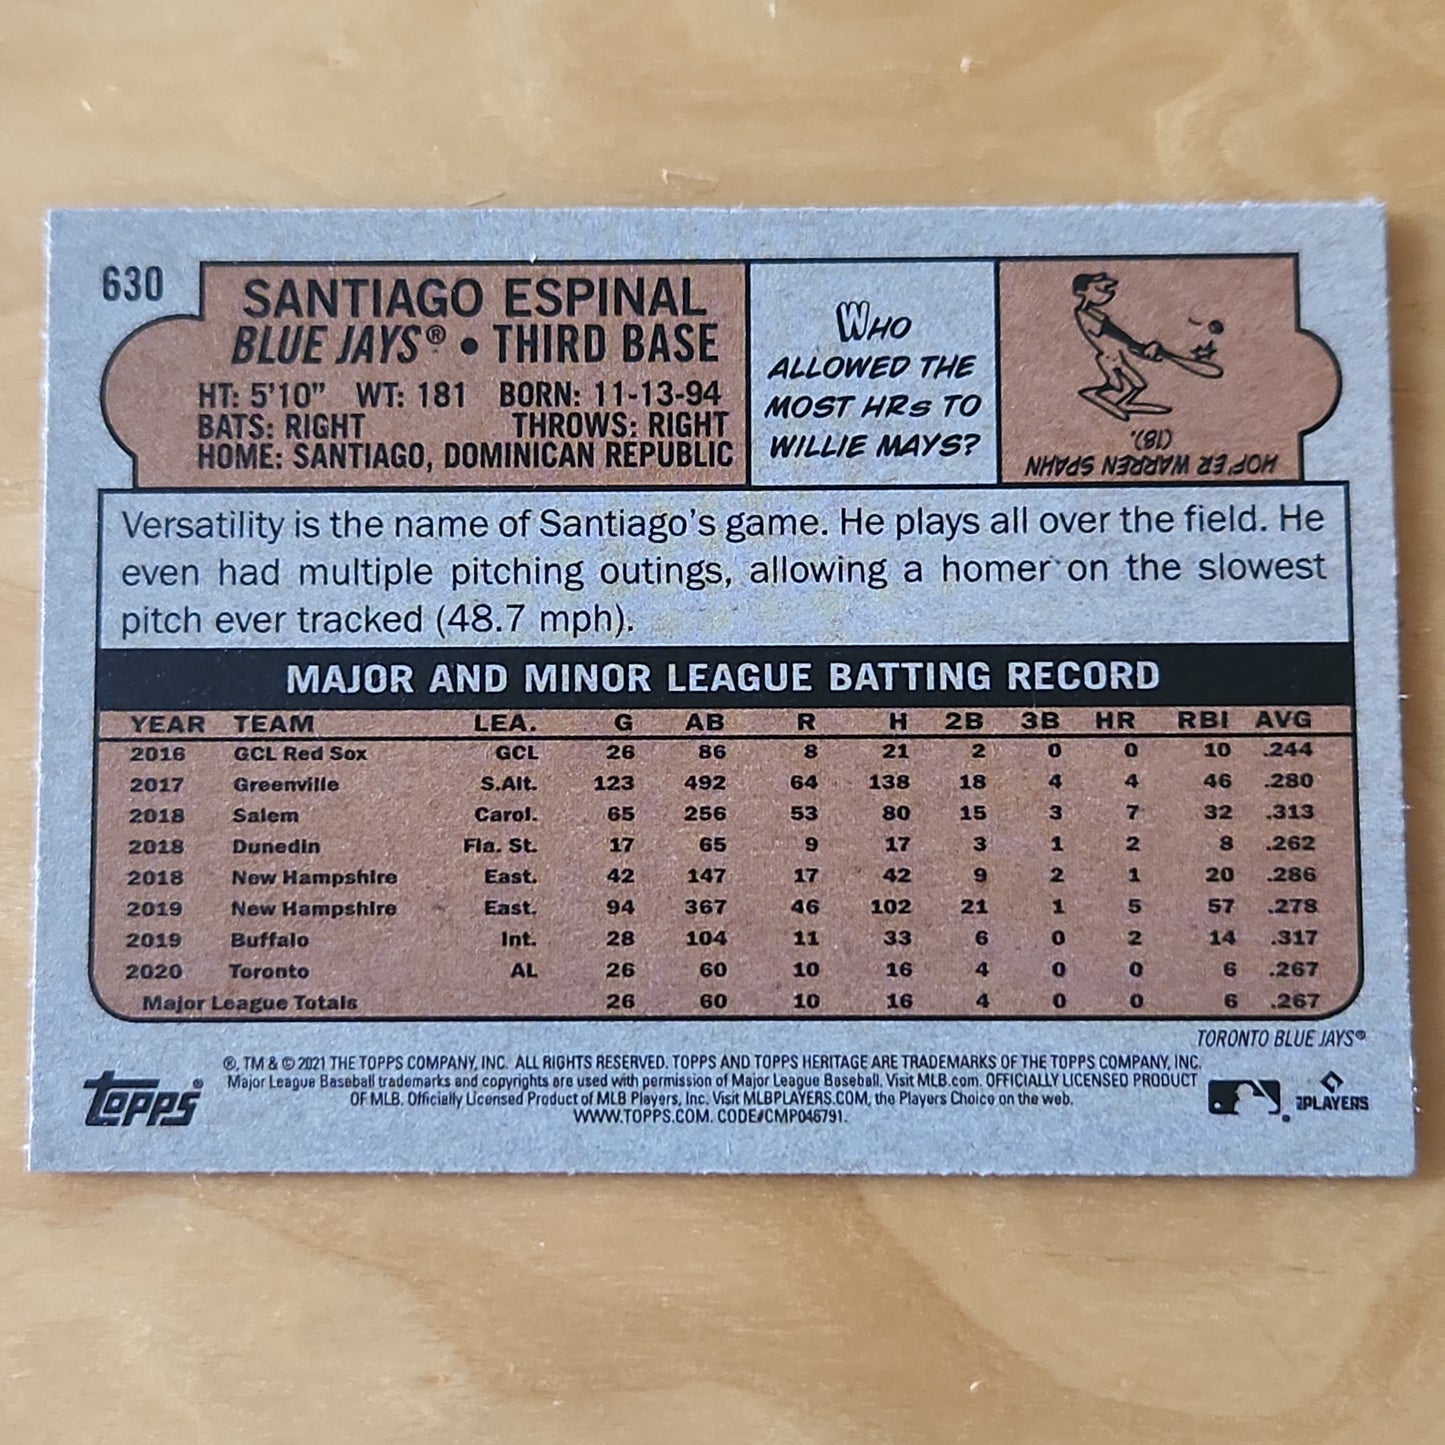 630
SANTIAGO ESPINAL
BLUE JAYS® • THIRD BASE
HT: 5'10" WT: 181 BORN: 11-13-94
BATS: RIGHT THROWS: RIGHT
HOME: SANTIAGO, DOMINICAN REPUBLIC
WHO
ALLOWED THE
MOST HRs TO
WILLIE MAYS?
HOF'ER WARREN SPAHN
(18).
Versatility is the name of Santiago's game. He plays all over the field. He
even had multiple pitching outings, allowing a homer on the slowest
pitch ever tracked (48.7 mph).
MAJOR AND MINOR LEAGUE BATTING RECORD
YEAR TEAM LEA. G AB R H 2B 3B HR RBI AVG
2016 GCL Red Sox GCL 26 86 8 21 2 0 0 10 .244
2017 Greenville S.Alt. 123 492 64 138 18 4 4 46 .280
2018 Salem Carol. 65 256 53 80 15 3 7 32 .313
2018 Dunedin Fla. St. 17 65 9 17 3 1 2 8 .262
2018 New Hampshire East. 42 147 17 42 9 2 1 20 .286
2019 New Hampshire East. 94 367 46 102 21 1 5 57 .278
2019 Buffalo Int. 28 104 11 33 6 0 2 14 .317
2020 Toronto AL 26 60 10 16 4 0 0 6 .267
Major League Totals 26 60 10 16 4 0 0 6 .267
TORONTO BLUE JAYS®
®, TM & © 2021 THE TOPPS COMPANY, INC. ALL RIGHTS RESERVED. TOPPS AND TOPPS HERITAGE ARE TRADEMARKS OF THE TOPPS COMPANY, INC.
Major League Baseball trademarks and copyrights are used with permission of Major League Baseball. Visit MLB.com. OFFICIALLY LICENSED PRODUCT
OF MLB. Officially Licensed Product of MLB Players, Inc. Visit MLBPLAYERS.COM, the Players Choice on the web.
WWW.TOPPS.COM. CODE#CMP046791.
Topps®
PLAYERS